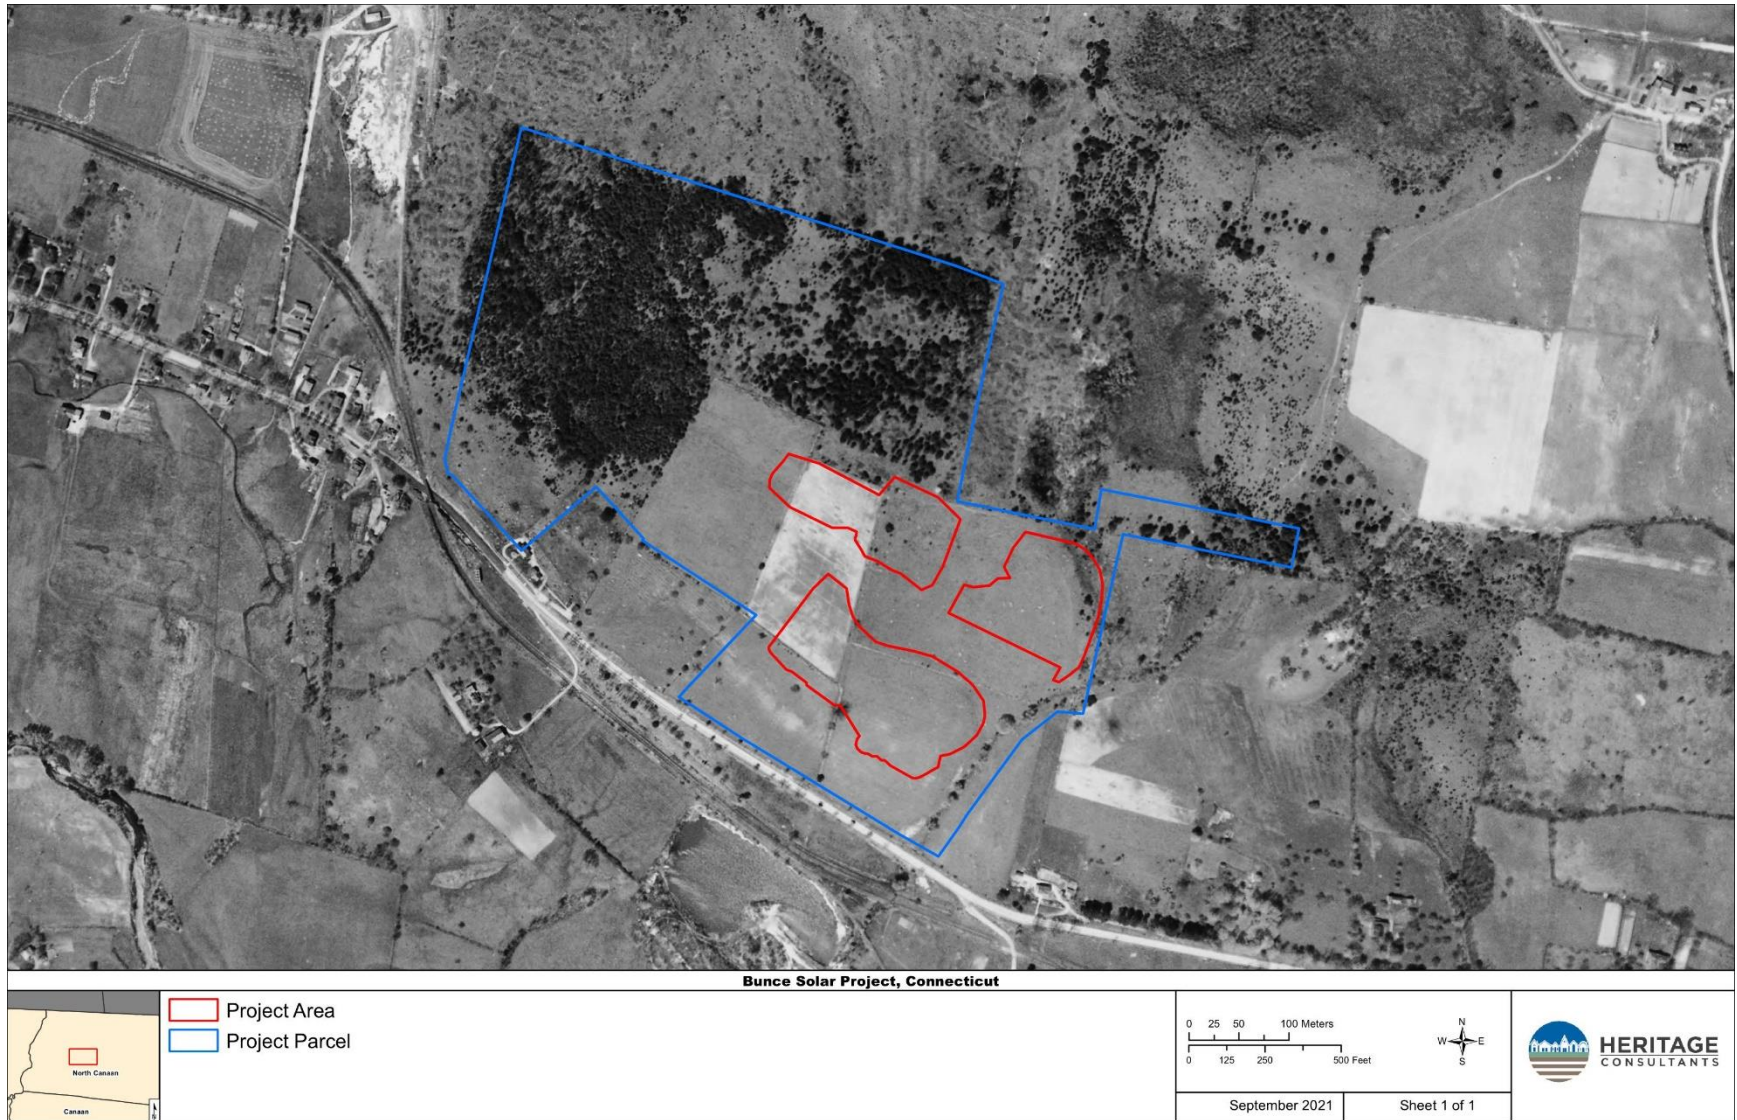 Bunce Solar Project, Connecticut
North Canaan
Canaan
N
Project Area
Project Parcel
0 25 50 100 Meters
0 125 250 500 Feet
N
W E
S
September 2021
Sheet 1 of 1
HERITAGE
CONSULTANTS